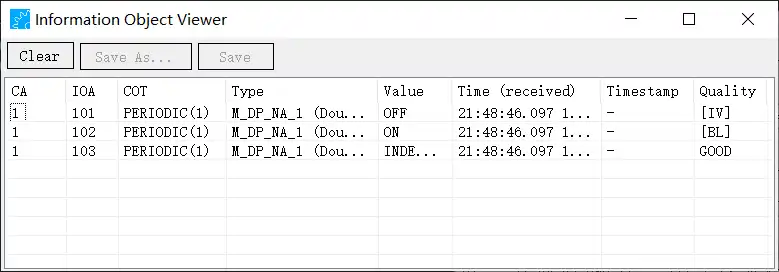 Information Object Viewer
Clear Save As... Save
CA IOA COT Type Value Time (received) Timestamp Quality
1 101 PERIODIC(1) M_DP_NA_1 (Dou... OFF 21:48:46.097 1... - [IV]
1 102 PERIODIC(1) M_DP_NA_1 (Dou... ON 21:48:46.097 1... - [BL]
1 103 PERIODIC(1) M_DP_NA_1 (Dou... INDE... 21:48:46.097 1... - GOOD